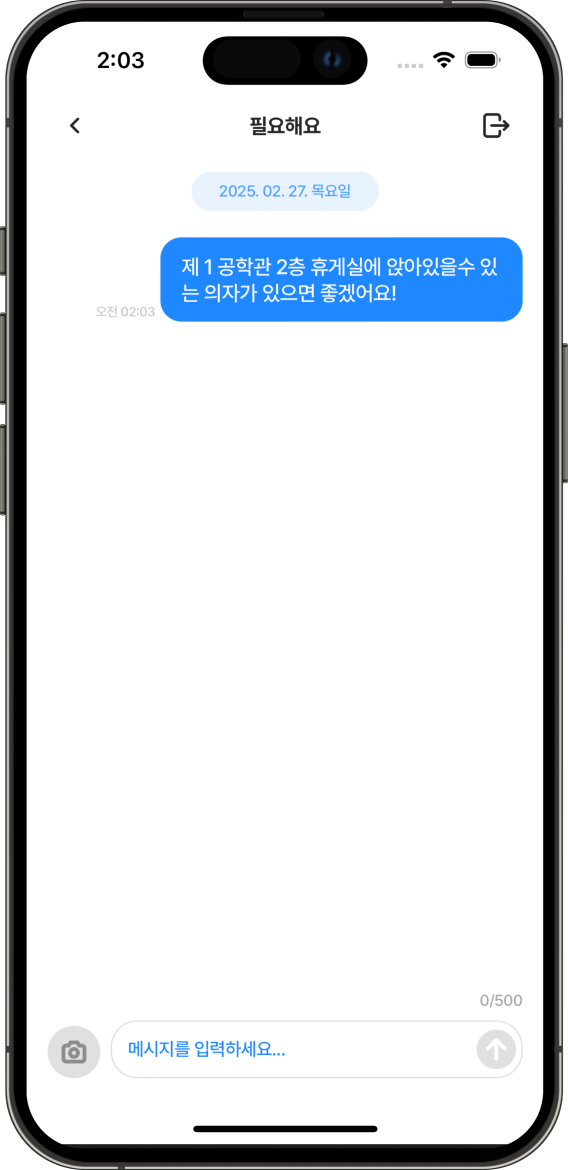 2:03
필요해요
2025. 02. 27. 목요일
제 1 공학관 2층 휴게실에 앉아있을수 있
는 의자가 있으면 좋겠어요!
오전 02:03
0/500
메시지를 입력하세요...